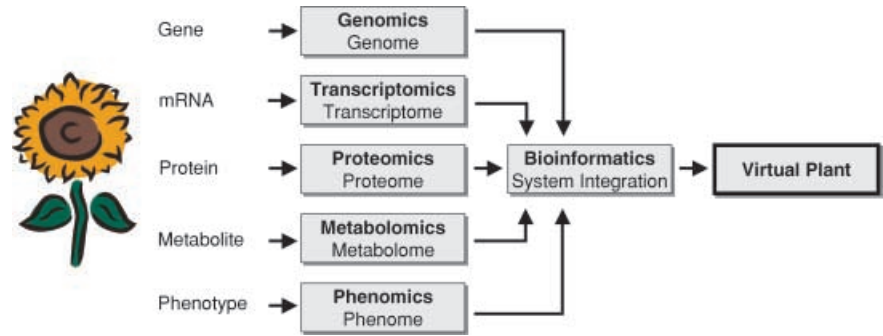 Gene
Genomics
Genome
mRNA
Transcriptomics
Transcriptome
Protein
Proteomics
Proteome
Bioinformatics
System Integration
Virtual Plant
Metabolite
Metabolomics
Metabolome
Phenotype
Phenomics
Phenome